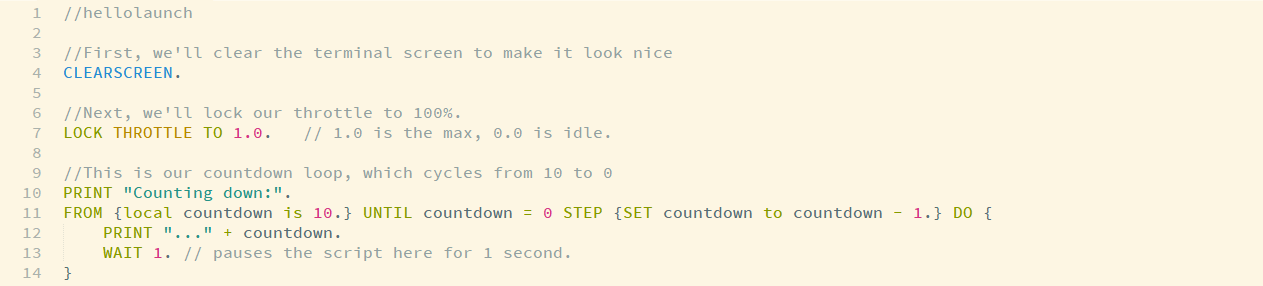 1 //hellolaunch
2
3 //First, we'll clear the terminal screen to make it look nice
4 CLEARSCREEN.
5
6 //Next, we'll lock our throttle to 100%.
7 LOCK THROTTLE TO 1.0.   // 1.0 is the max, 0.0 is idle.
8
9 //This is our countdown loop, which cycles from 10 to 0
10 PRINT "Counting down:".
11 FROM {local countdown is 10.} UNTIL countdown = 0 STEP {SET countdown to countdown - 1.} DO {
12     PRINT "..." + countdown.
13     WAIT 1. // pauses the script here for 1 second.
14 }